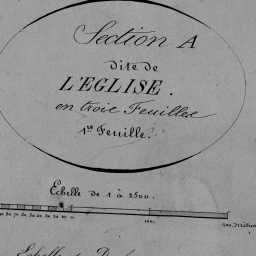 Section A
dite de
L'EGLISE.
en trois Feuilles
1re Feuille.
Echelle de 1 à 2500.